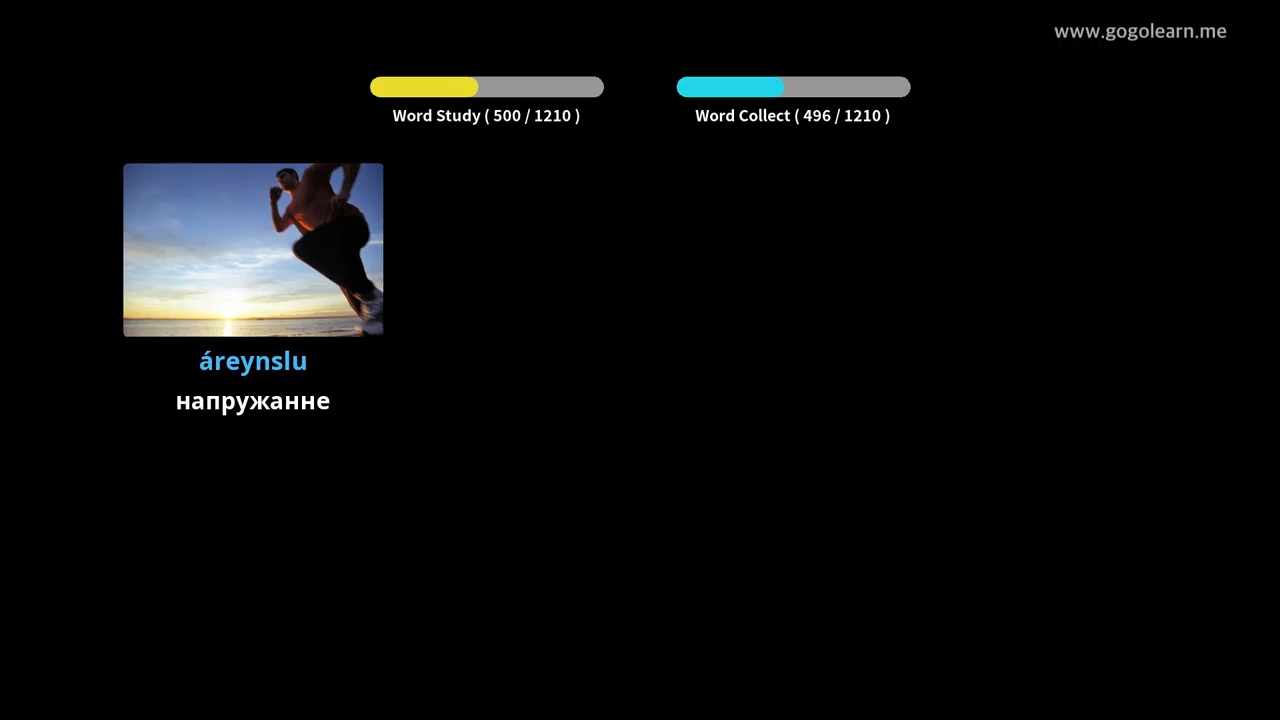 www.gogolearn.me
Word Study ( 500 / 1210 )
Word Collect ( 496 / 1210 )
áreynslu
напружанне